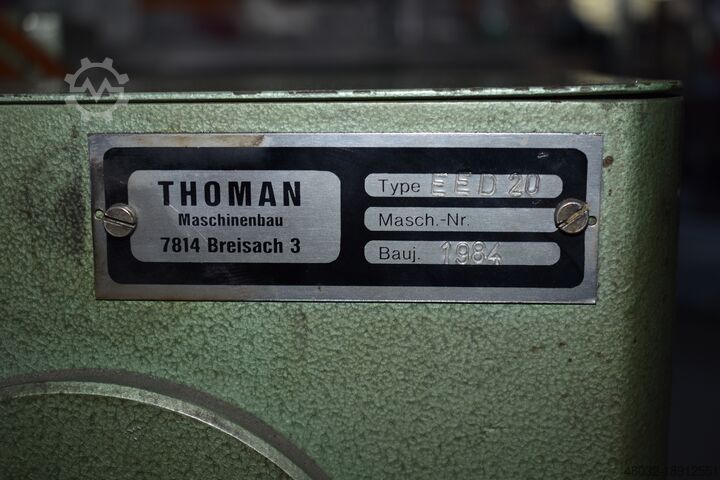 THOMAN
Maschinenbau
7814 Breisach 3
Type EED 20
Masch.-Nr.
Bauj. 1984